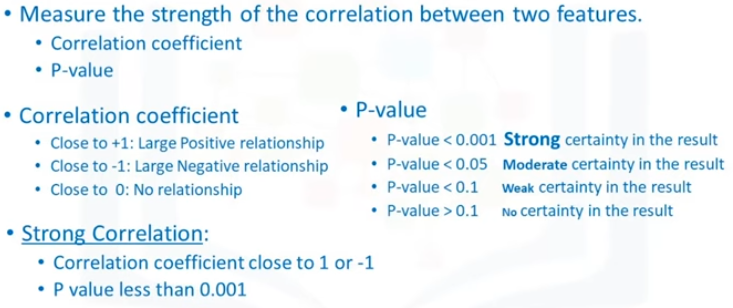 • Measure the strength of the correlation between two features.
• Correlation coefficient
• P-value
• Correlation coefficient
• Close to +1: Large Positive relationship
• Close to -1: Large Negative relationship
• Close to 0: No relationship
• P-value
• P-value < 0.001 Strong certainty in the result
• P-value < 0.05 Moderate certainty in the result
• P-value < 0.1 Weak certainty in the result
• P-value > 0.1 No certainty in the result
• Strong Correlation:
• Correlation coefficient close to 1 or -1
• P value less than 0.001